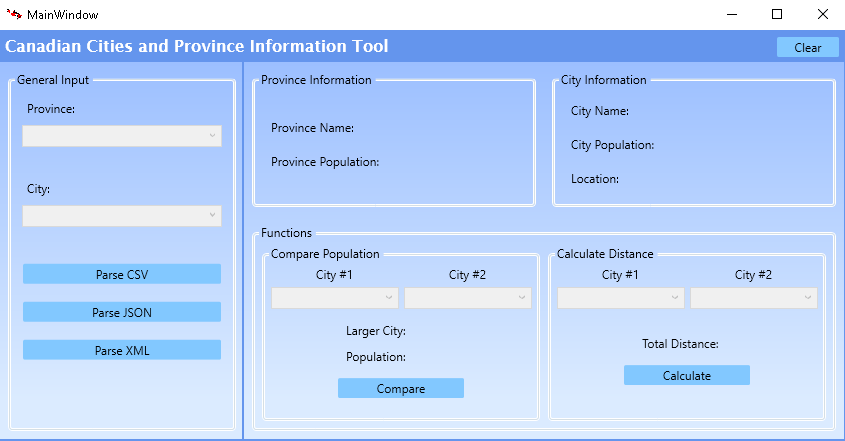 MainWindow
Canadian Cities and Province Information Tool
Clear
General Input
Province:
City:
Parse CSV
Parse JSON
Parse XML
Province Information
Province Name:
Province Population:
City Information
City Name:
City Population:
Location:
Functions
Compare Population
City #1 City #2
Larger City:
Population:
Compare
Calculate Distance
City #1 City #2
Total Distance:
Calculate